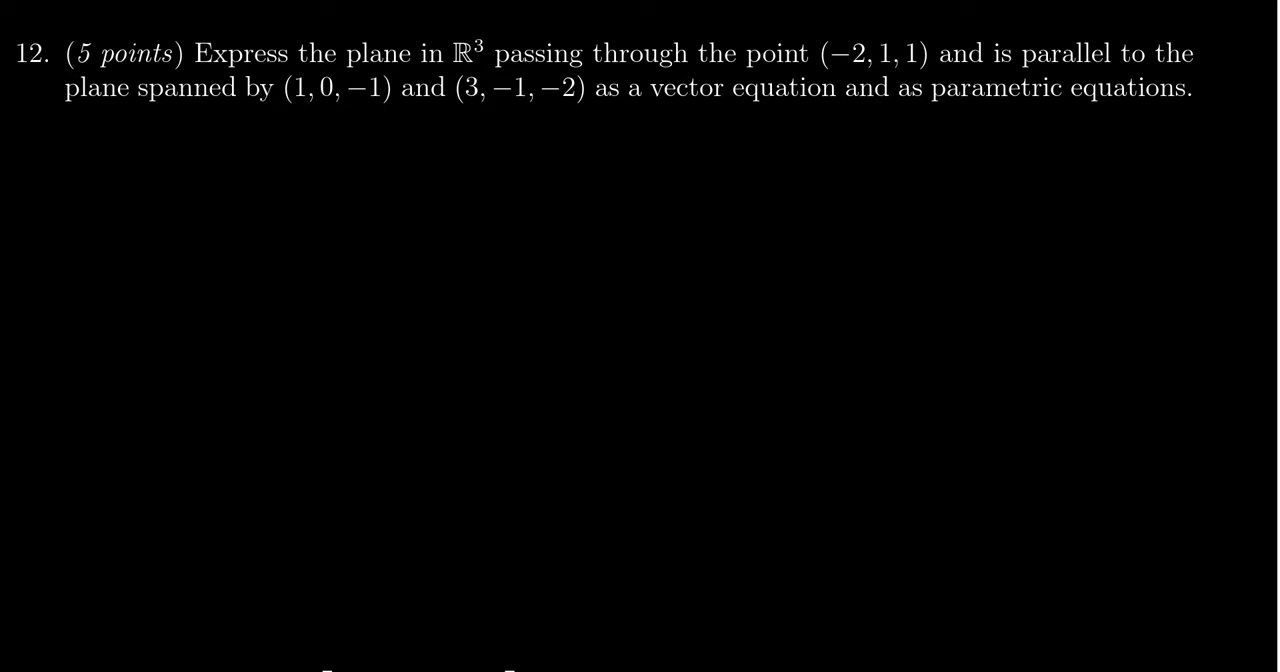 12. (5 points) Express the plane in ℝ³ passing through the point (−2, 1, 1) and is parallel to the
plane spanned by (1, 0, −1) and (3, −1, −2) as a vector equation and as parametric equations.